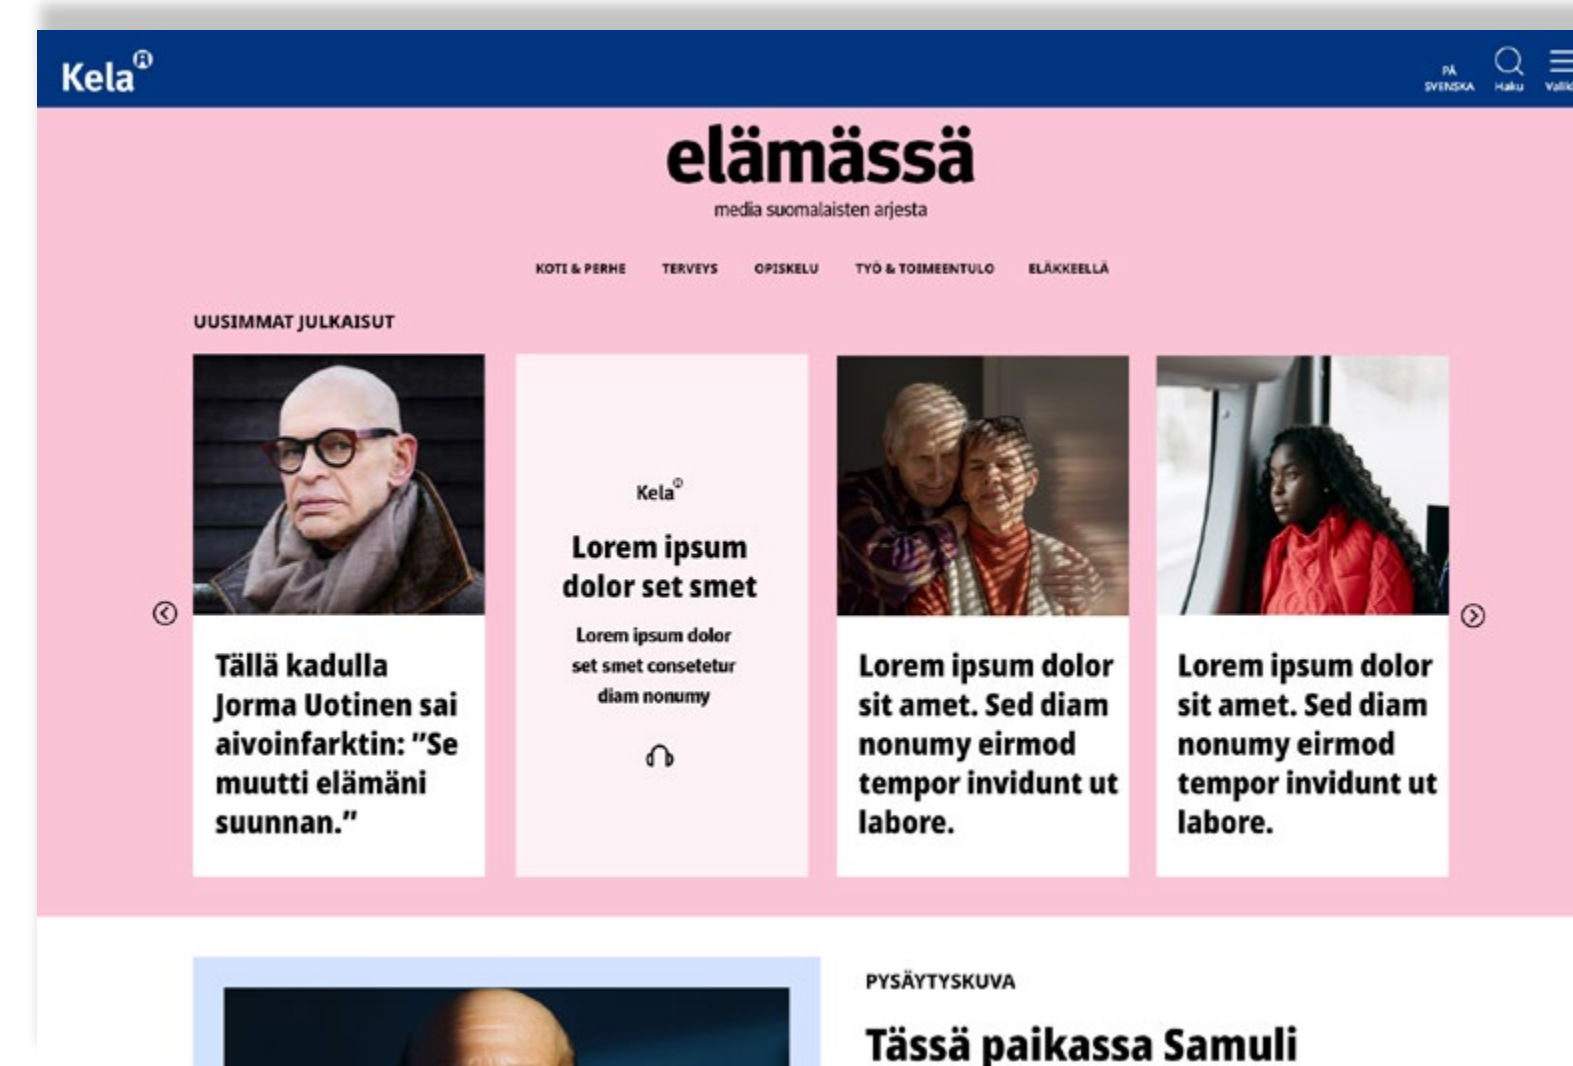 Kela
PÅ
SVENSKA
Haku
elämässä
media suomalaisten arjesta
KOTI & PERHE TERVEYS OPISKELU TYÖ & TOIMEENTULO ELÄKKEELLÄ
UUSIMMAT JULKAISUT
Tällä kadulla
Jorma Uotinen sai
aivoinfarktin: ”Se
muutti elämäni
suunnan.”
Kela
Lorem ipsum
dolor set smet
Lorem ipsum dolor
set smet consetetur
diam nonumy
Lorem ipsum dolor
sit amet. Sed diam
nonumy eirmod
tempor invidunt ut
labore.
Lorem ipsum dolor
sit amet. Sed diam
nonumy eirmod
tempor invidunt ut
labore.
PYSÄYTYSKUVA
Tässä paikassa Samuli